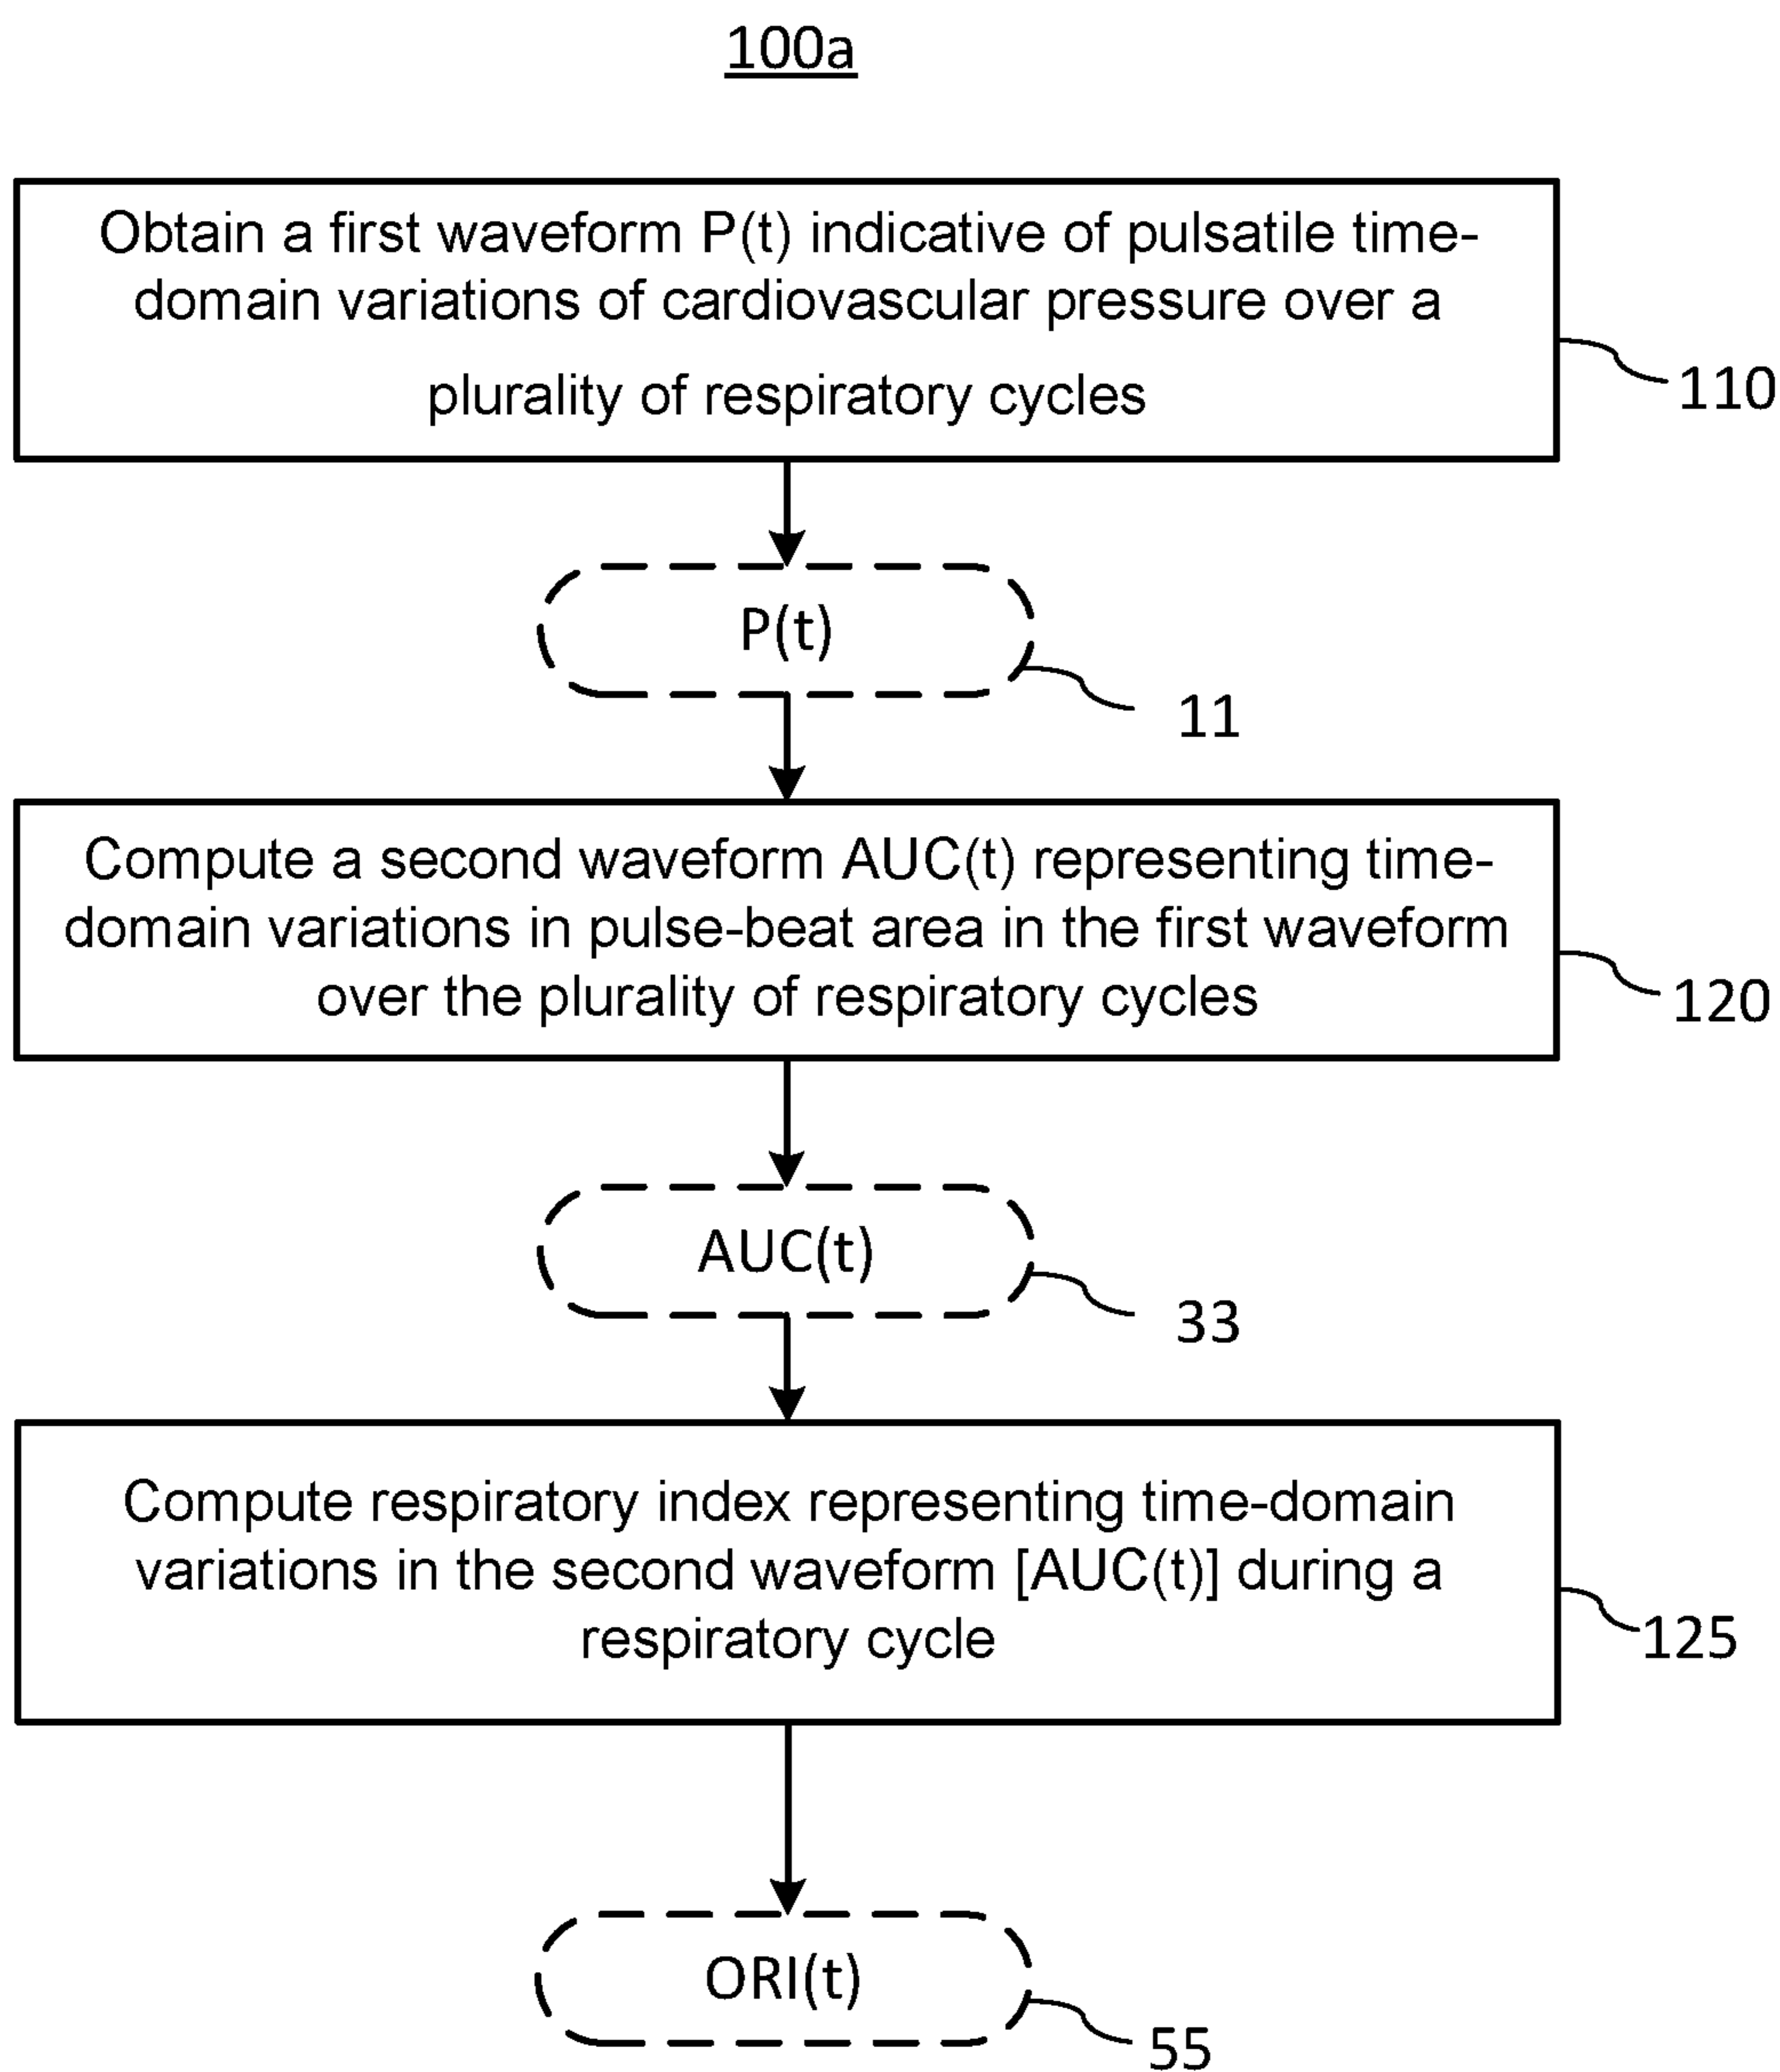 100a
Obtain a first waveform P(t) indicative of pulsatile time-
domain variations of cardiovascular pressure over a
plurality of respiratory cycles
110
P(t)
11
Compute a second waveform AUC(t) representing time-
domain variations in pulse-beat area in the first waveform
over the plurality of respiratory cycles
120
AUC(t)
33
Compute respiratory index representing time-domain
variations in the second waveform [AUC(t)] during a
respiratory cycle
125
ORI(t)
55